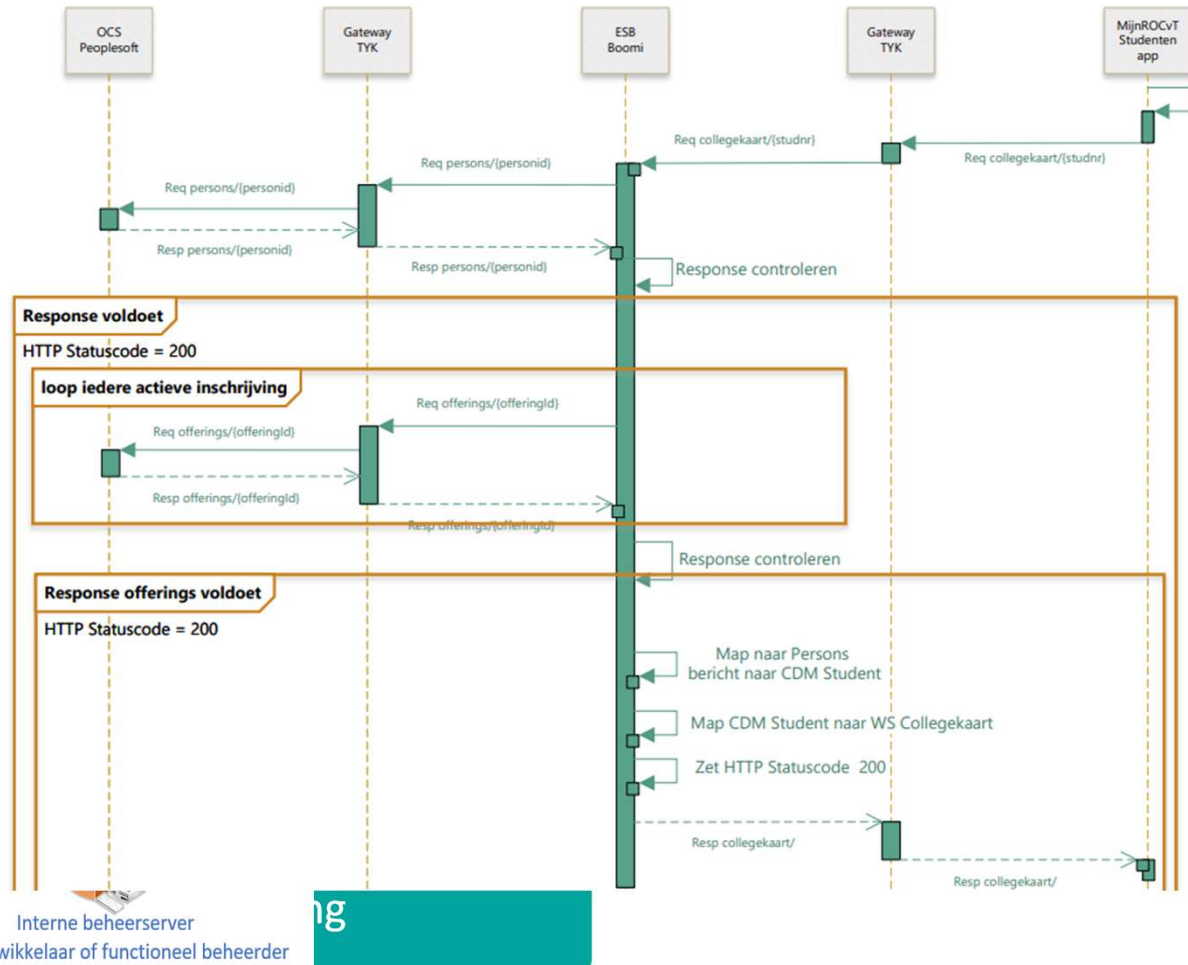 OCS
Peoplesoft
Gateway
TYK
ESB
Boomi
Gateway
TYK
MijnROCvT
Studenten
app
Req collegekaart/{studnr}
Req collegekaart/{studnr}
Req persons/{personid}
Req persons/{personid}
Resp persons/{personid}
Resp persons/{personid}
Response controleren
Response voldoet
HTTP Statuscode = 200
loop iedere actieve inschrijving
Req offerings/{offeringId}
Req offerings/{offeringId}
Resp offerings/{offeringId}
Resp offerings/{offeringId}
Response controleren
Response offerings voldoet
HTTP Statuscode = 200
Map naar Persons
bericht naar CDM Student
Map CDM Student naar WS Collegekaart
Zet HTTP Statuscode 200
Resp collegekaart/
Resp collegekaart/
Interne beheerserver
wikkelaar of functioneel beheerder
ng